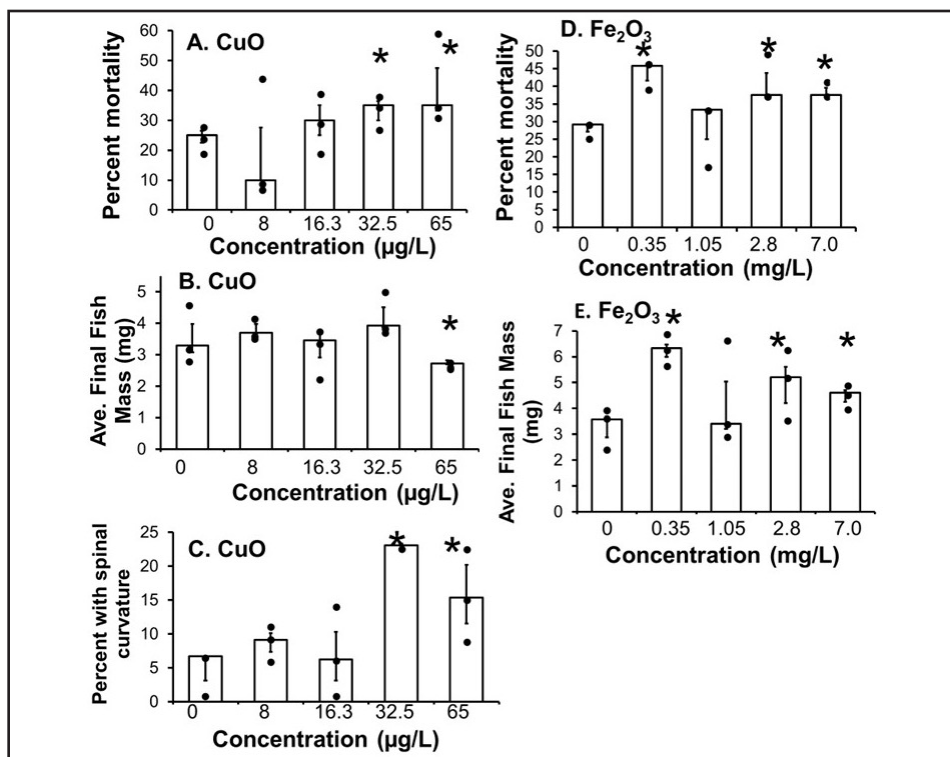 A. CuO
Percent mortality
60
50
40
30
20
10
0
*
*
0 8 16.3 32.5 65
Concentration (µg/L)
B. CuO
Ave. Final Fish
Mass (mg)
5
4
3
2
1
0
*
0 8 16.3 32.5 65
Concentration (µg/L)
C. CuO
Percent with spinal
curvature
25
20
15
10
5
0
*
*
0 8 16.3 32.5 65
Concentration (µg/L)
D. Fe₂O₃
Percent mortality
50
45
40
35
30
25
20
15
10
5
0
*
*
*
0 0.35 1.05 2.8 7.0
Concentration (mg/L)
E. Fe₂O₃
Ave. Final Fish Mass
(mg)
7
6
5
4
3
2
1
0
*
*
*
0 0.35 1.05 2.8 7.0
Concentration (mg/L)